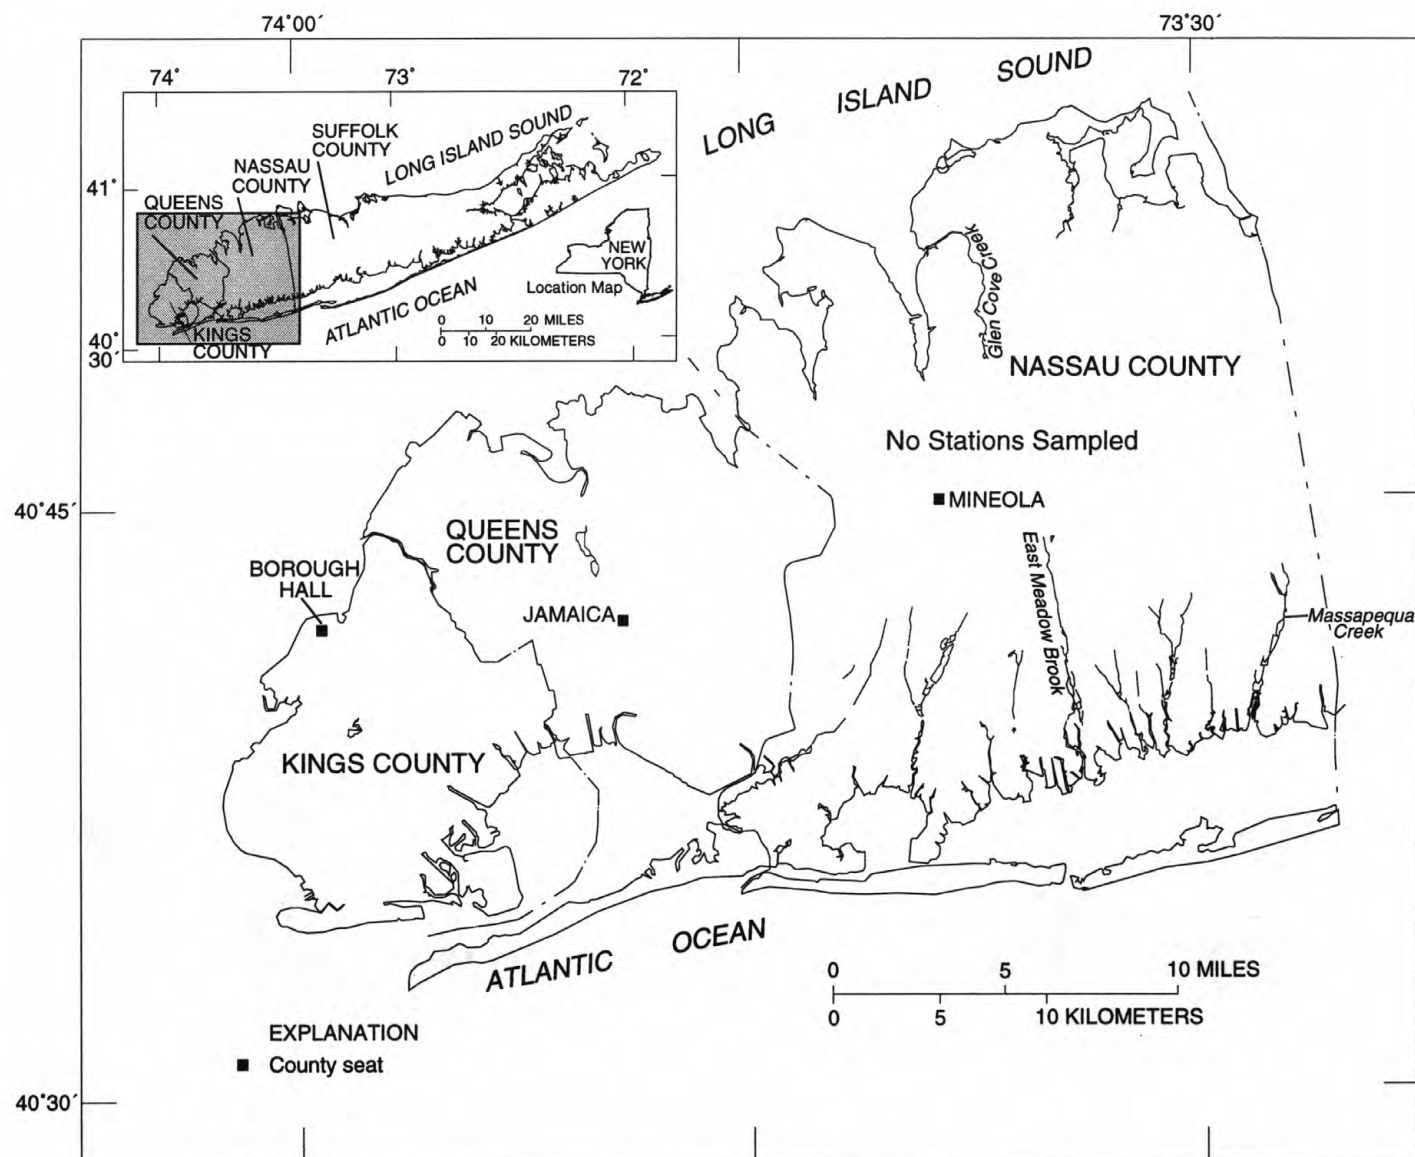 74°00´
73°30´
74°
73°
72°
LONG ISLAND SOUND
SUFFOLK
COUNTY
LONG ISLAND SOUND
NASSAU
COUNTY
41°
QUEENS
COUNTY
NEW
YORK
Location Map
ATLANTIC OCEAN
0 10 20 MILES
0 10 20 KILOMETERS
KINGS
COUNTY
40°
30´
Glen Cove Creek
NASSAU COUNTY
No Stations Sampled
MINEOLA
40°45´
QUEENS
COUNTY
BOROUGH
HALL
JAMAICA
East Meadow Brook
Massapequa
Creek
KINGS COUNTY
ATLANTIC OCEAN
0 5 10 MILES
0 5 10 KILOMETERS
EXPLANATION
County seat
40°30´